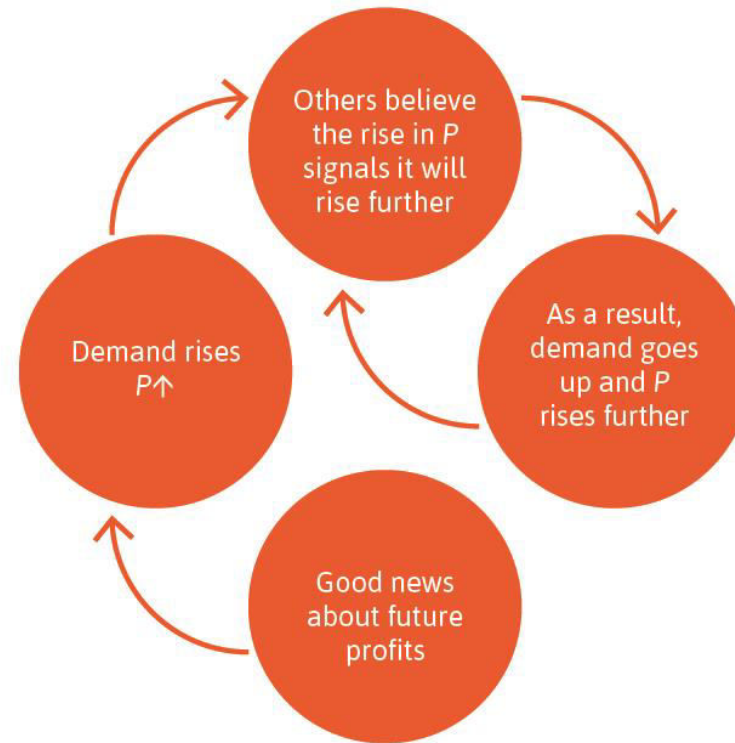 Others believe
the rise in P
signals it will
rise further
As a result,
demand goes
up and P
rises further
Demand rises
P↑
Good news
about future
profits